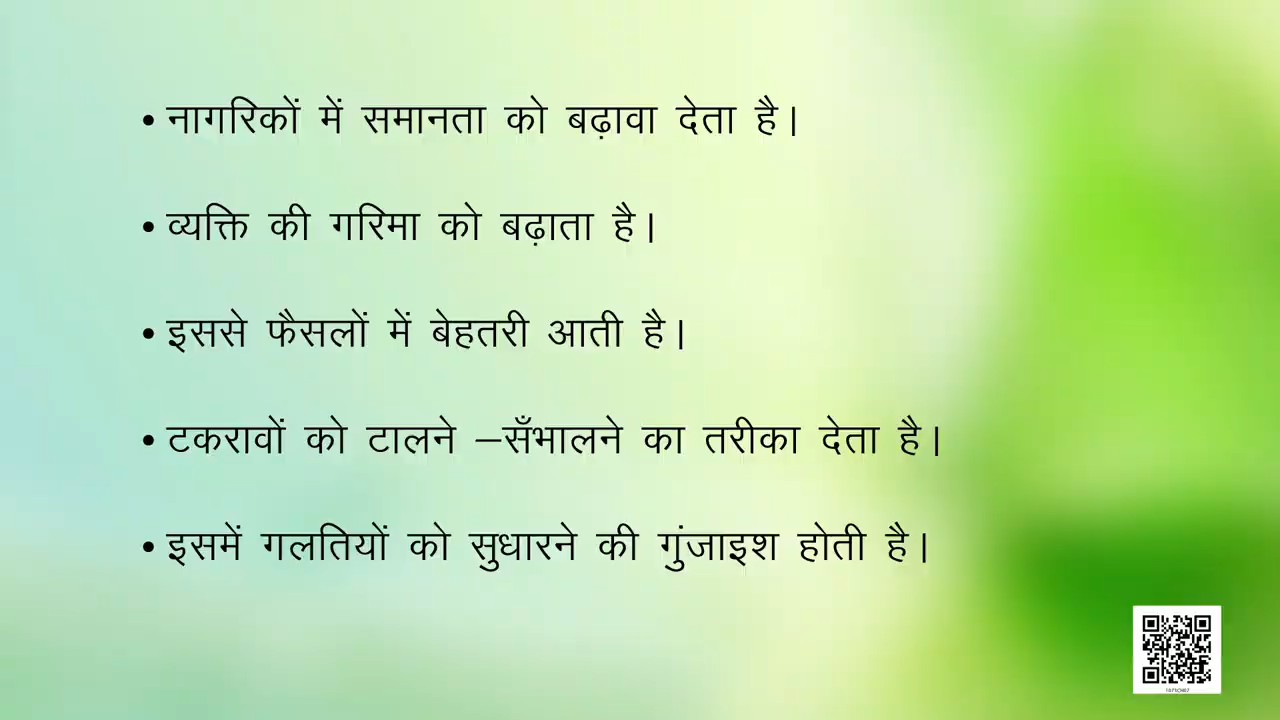 • नागरिकों में समानता को बढ़ावा देता है।
• व्यक्ति की गरिमा को बढ़ाता है।
• इससे फैसलों में बेहतरी आती है।
• टकरावों को टालने –सँभालने का तरीका देता है।
• इसमें गलतियों को सुधारने की गुंजाइश होती है।